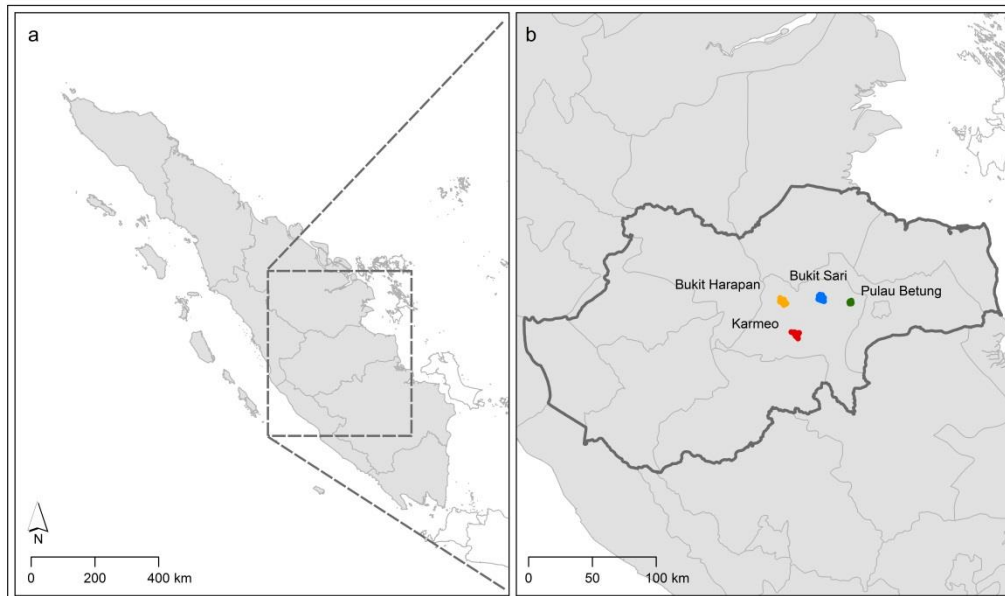 a
N
0 200 400 km
b
Bukit Sari
Bukit Harapan
Pulau Betung
Karmeo
0 50 100 km